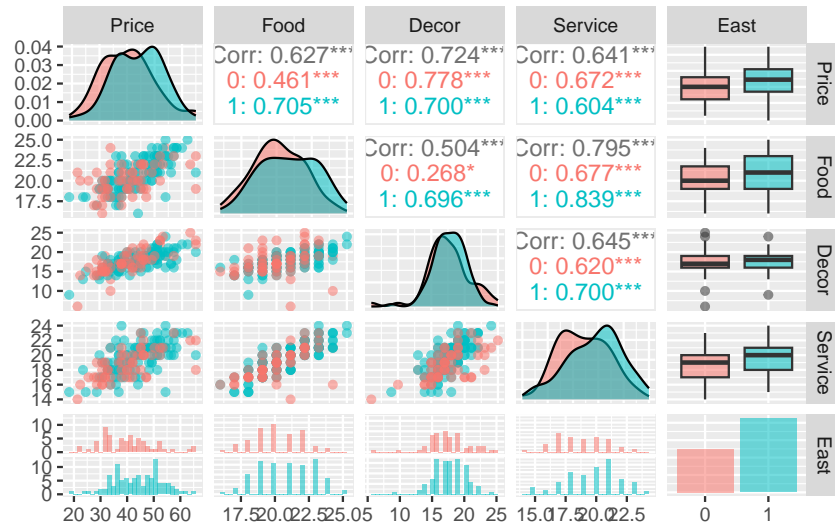 Price Food Decor Service East
0.04
0.03
0.02
0.01
0.00
Corr: 0.627***
0: 0.461***
1: 0.705***
Corr: 0.724***
0: 0.778***
1: 0.700***
Corr: 0.641***
0: 0.672***
1: 0.604***
Price
25.0
22.5
20.0
17.5
Corr: 0.504***
0: 0.268*
1: 0.696***
Corr: 0.795***
0: 0.677***
1: 0.839***
Food
25
20
15
10
Corr: 0.645***
0: 0.620***
1: 0.700***
Decor
24
22
20
18
16
14
Service
10
5
0
10
5
0
East
20 30 40 50 60
17.5 20.0 22.5 25.0
5 10 15 20 25
14.0 17.5 20.0 22.5
0 1